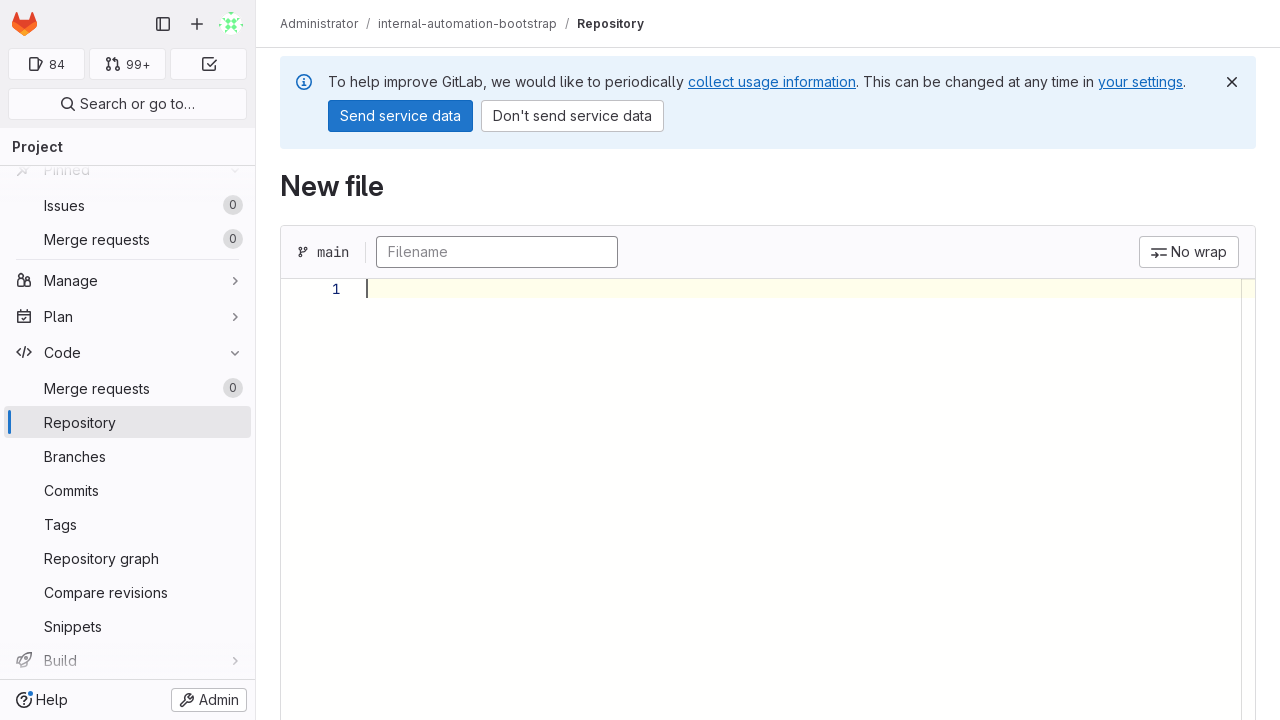 Administrator / internal-automation-bootstrap / Repository
84
99+
Search or go to…
Project
Pinned
Issues 0
Merge requests 0
Manage
Plan
Code
Merge requests 0
Repository
Branches
Commits
Tags
Repository graph
Compare revisions
Snippets
Build
Help
Admin
To help improve GitLab, we would like to periodically collect usage information. This can be changed at any time in your settings.
Send service data
Don't send service data
New file
main
Filename
No wrap
1